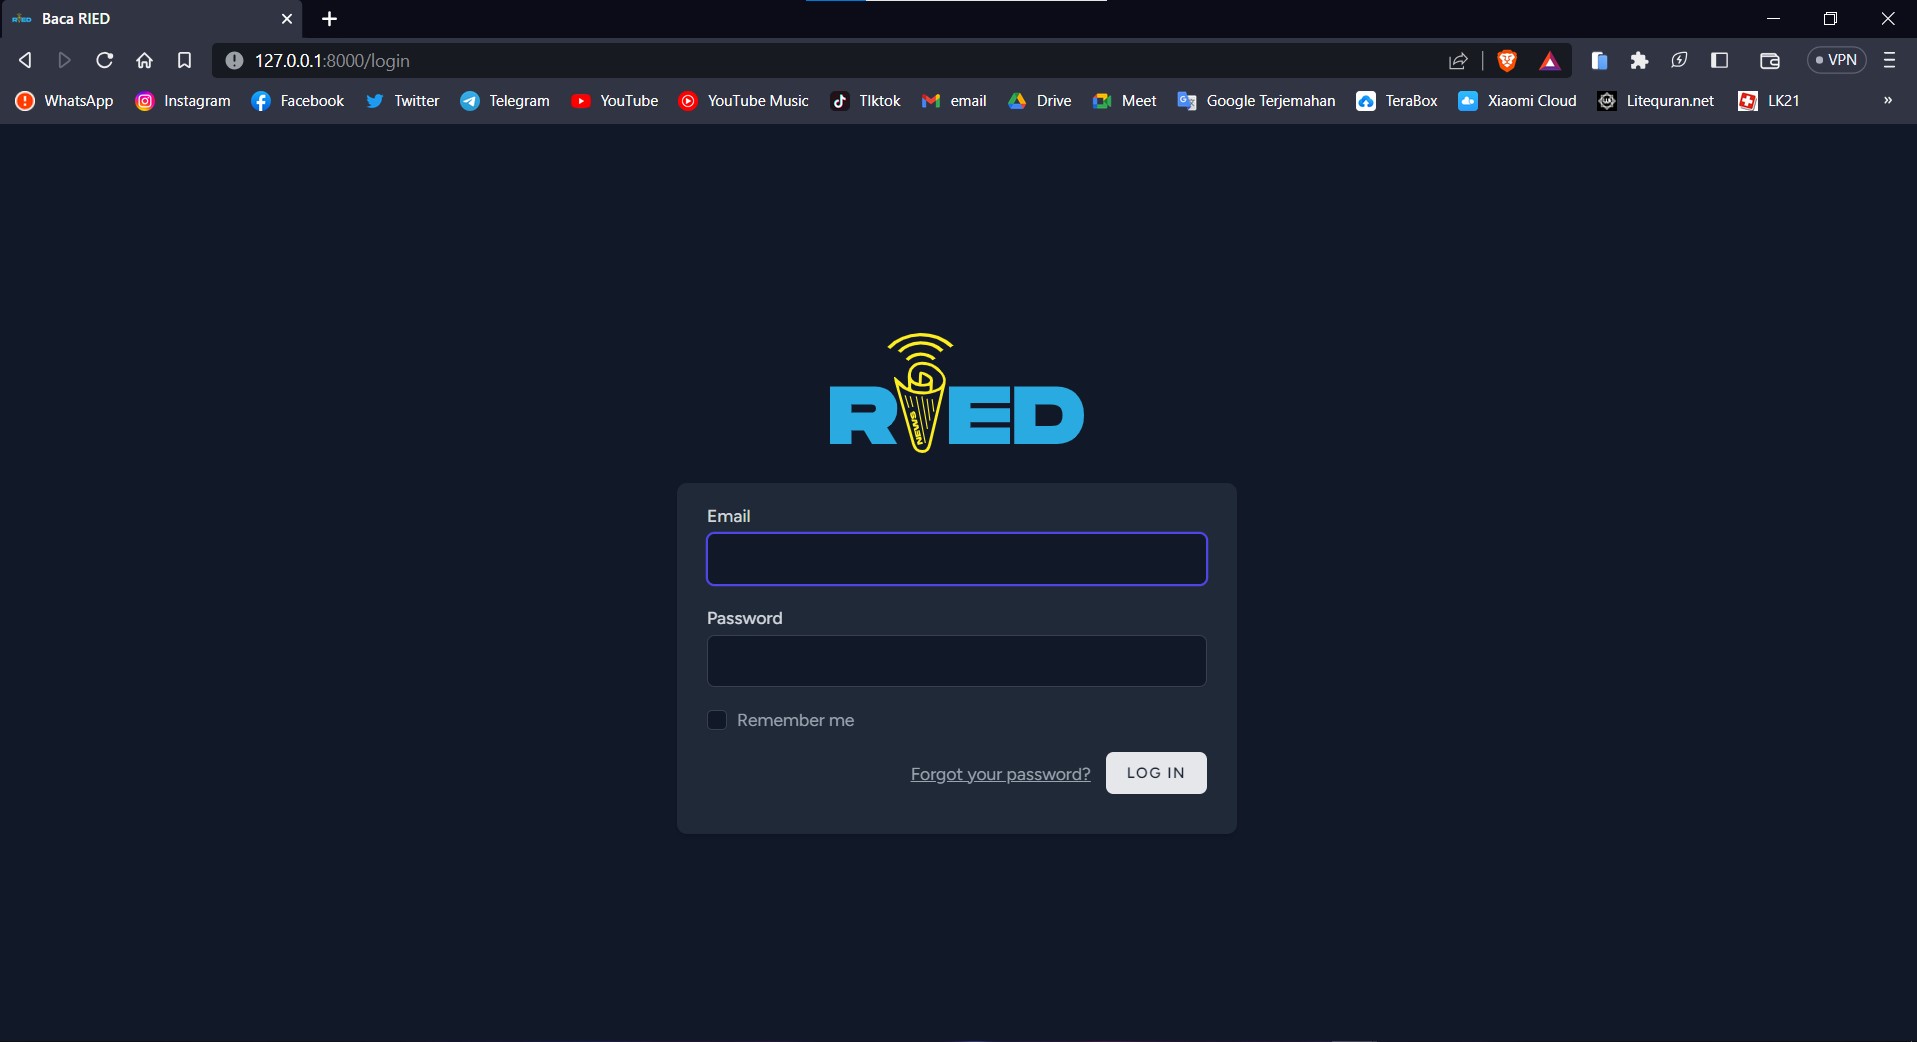 RIED Baca RIED
127.0.0.1:8000/login
VPN
WhatsApp Instagram Facebook Twitter Telegram YouTube YouTube Music TIktok email Drive Meet Google Terjemahan TeraBox Xiaomi Cloud Litequran.net LK21 »
RIED
NEWS
Email
Password
Remember me
Forgot your password? LOG IN